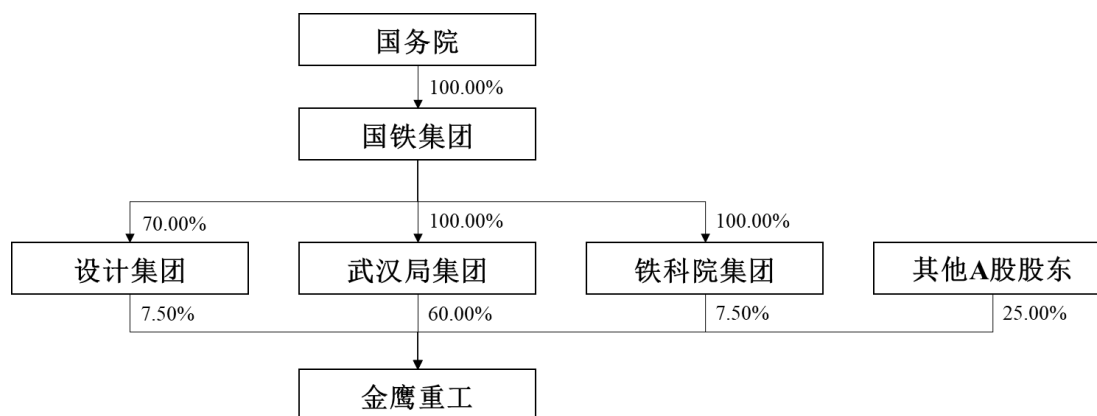 国务院
100.00%
国铁集团
70.00%
100.00%
100.00%
设计集团
武汉局集团
铁科院集团
其他A股股东
7.50%
60.00%
7.50%
25.00%
金鹰重工